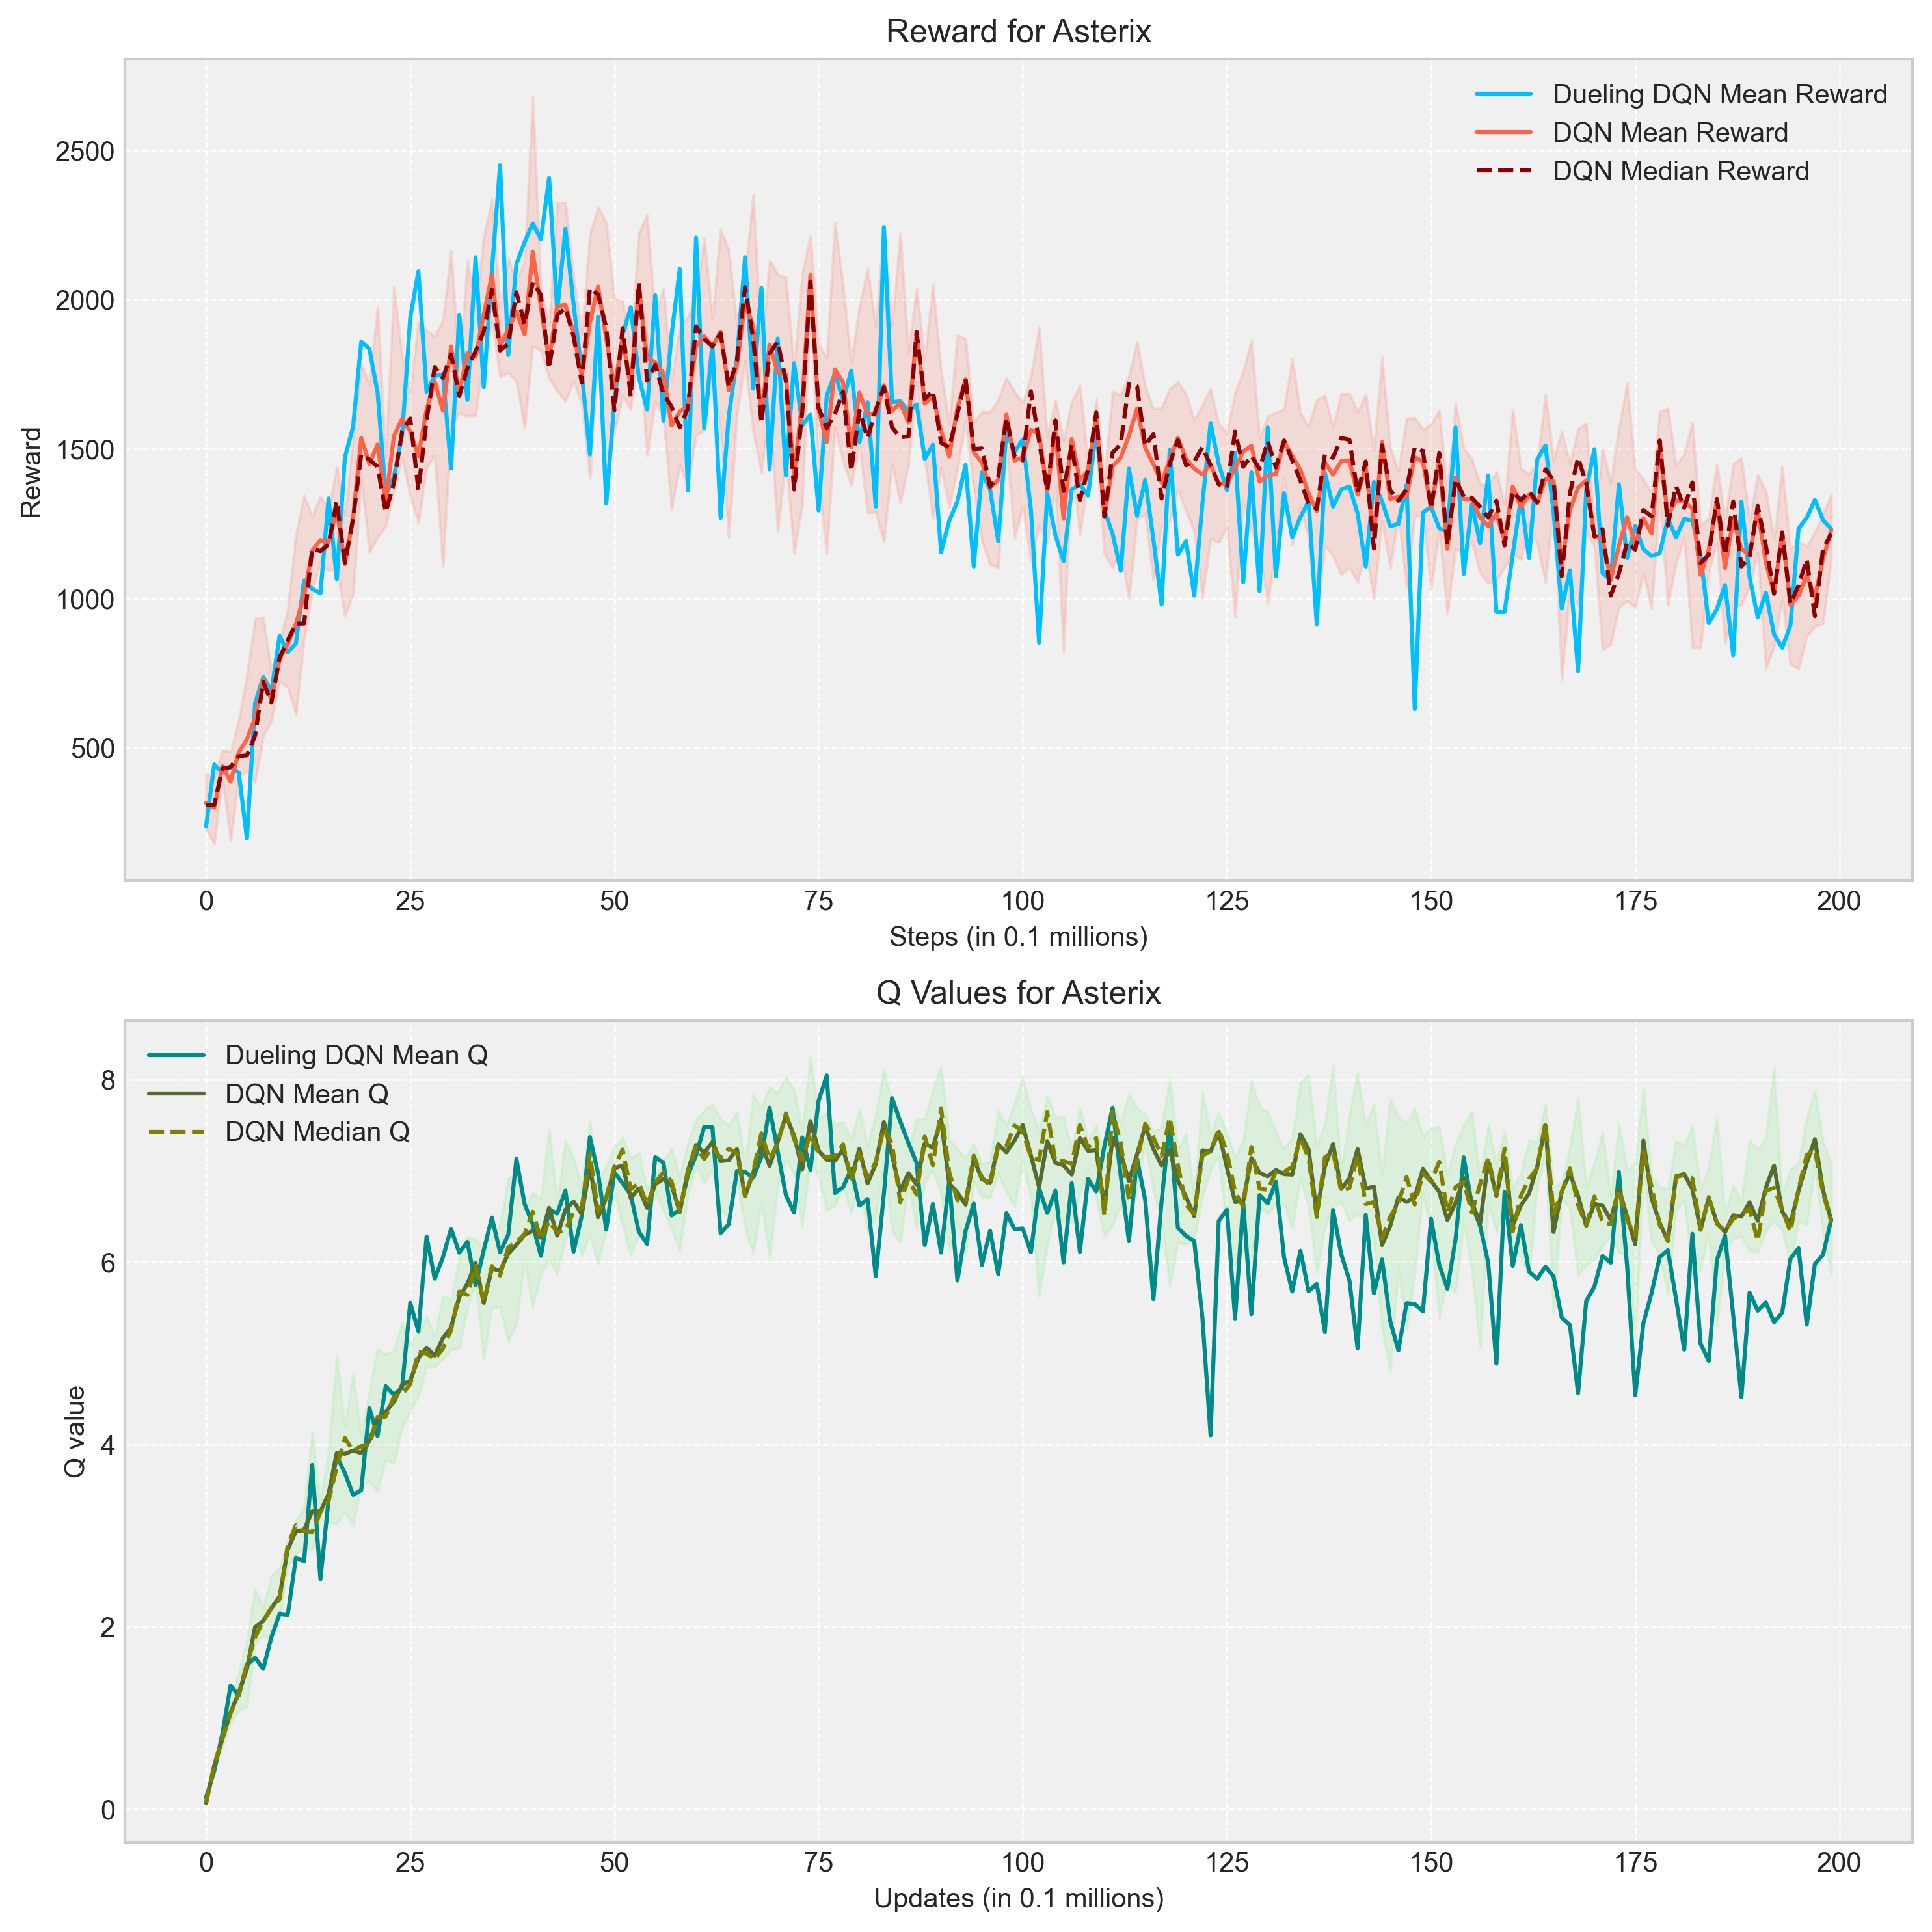 Reward for Asterix
Dueling DQN Mean Reward
DQN Mean Reward
DQN Median Reward
Reward
2500
2000
1500
1000
500
0 25 50 75 100 125 150 175 200
Steps (in 0.1 millions)
Q Values for Asterix
Dueling DQN Mean Q
DQN Mean Q
DQN Median Q
Q value
8
6
4
2
0
0 25 50 75 100 125 150 175 200
Updates (in 0.1 millions)